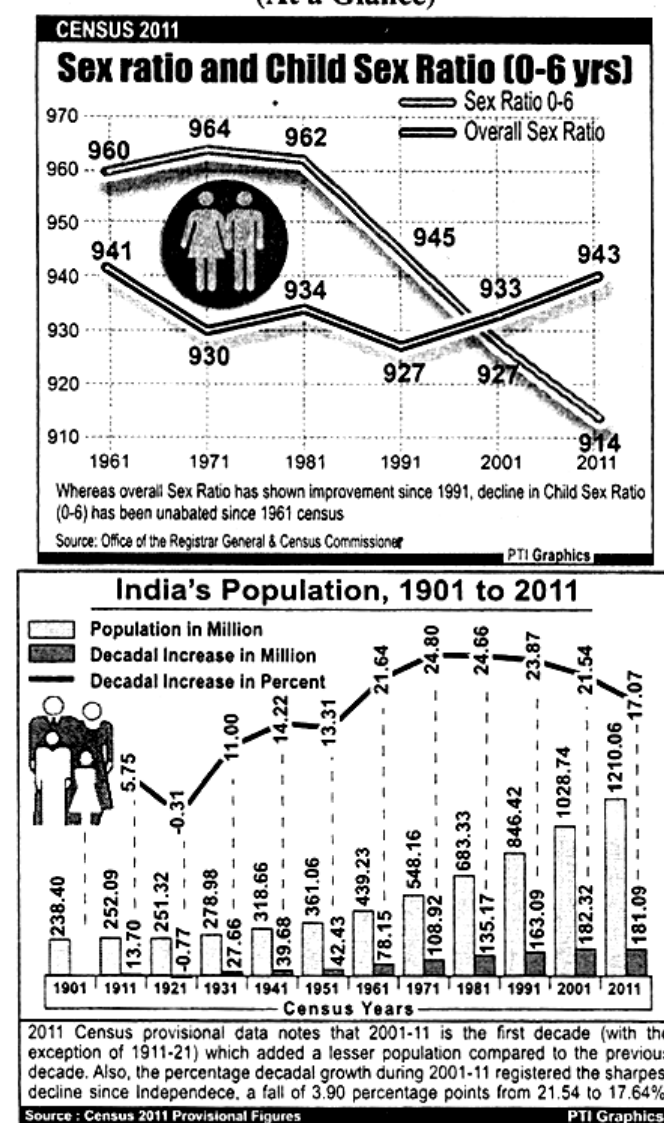 (At a Glance)
CENSUS 2011
Sex ratio and Child Sex Ratio (0-6 yrs)
Sex Ratio 0-6
Overall Sex Ratio
970
960
950
940
930
920
910
960
964
962
945
927
914
941
930
934
927
933
943
1961 1971 1981 1991 2001 2011
Whereas overall Sex Ratio has shown improvement since 1991, decline in Child Sex Ratio
(0-6) has been unabated since 1961 census
Source: Office of the Registrar General & Census Commissioner
PTI Graphics
India's Population, 1901 to 2011
Population in Million
Decadal Increase in Million
Decadal Increase in Percent
5.75
-0.31
11.00
14.22
13.31
21.64
24.80
24.66
23.87
21.54
17.07
238.40
252.09
13.70
251.32
-0.77
278.98
27.66
318.66
39.68
361.06
42.43
439.23
78.15
548.16
108.92
683.33
135.17
846.42
163.09
1028.74
182.32
1210.06
181.09
1901 1911 1921 1931 1941 1951 1961 1971 1981 1991 2001 2011
Census Years
2011 Census provisional data notes that 2001-11 is the first decade (with the
exception of 1911-21) which added a lesser population compared to the previous
decade. Also, the percentage decadal growth during 2001-11 registered the sharpes
decline since Independece, a fall of 3.90 percentage points from 21.54 to 17.64%
Source : Census 2011 Provisional Figures
PTI Graphics